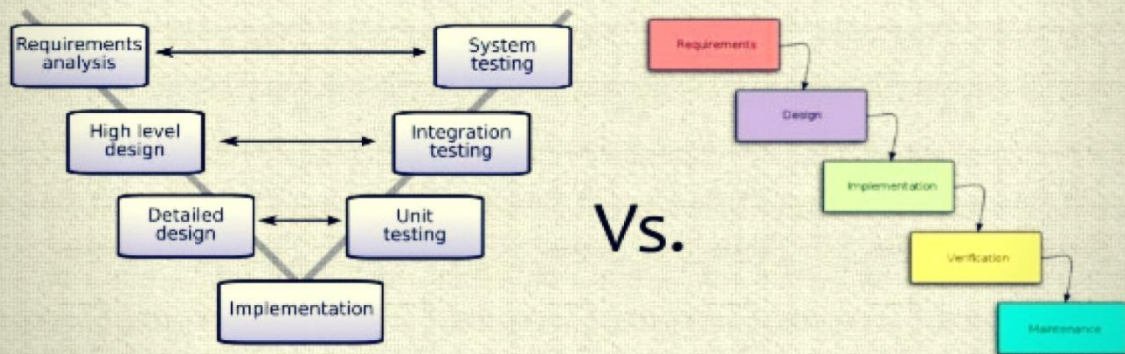 Requirements
analysis
System
testing
High level
design
Integration
testing
Detailed
design
Unit
testing
Implementation
Vs.
Requirements
Design
Implementation
Verification
Maintenance